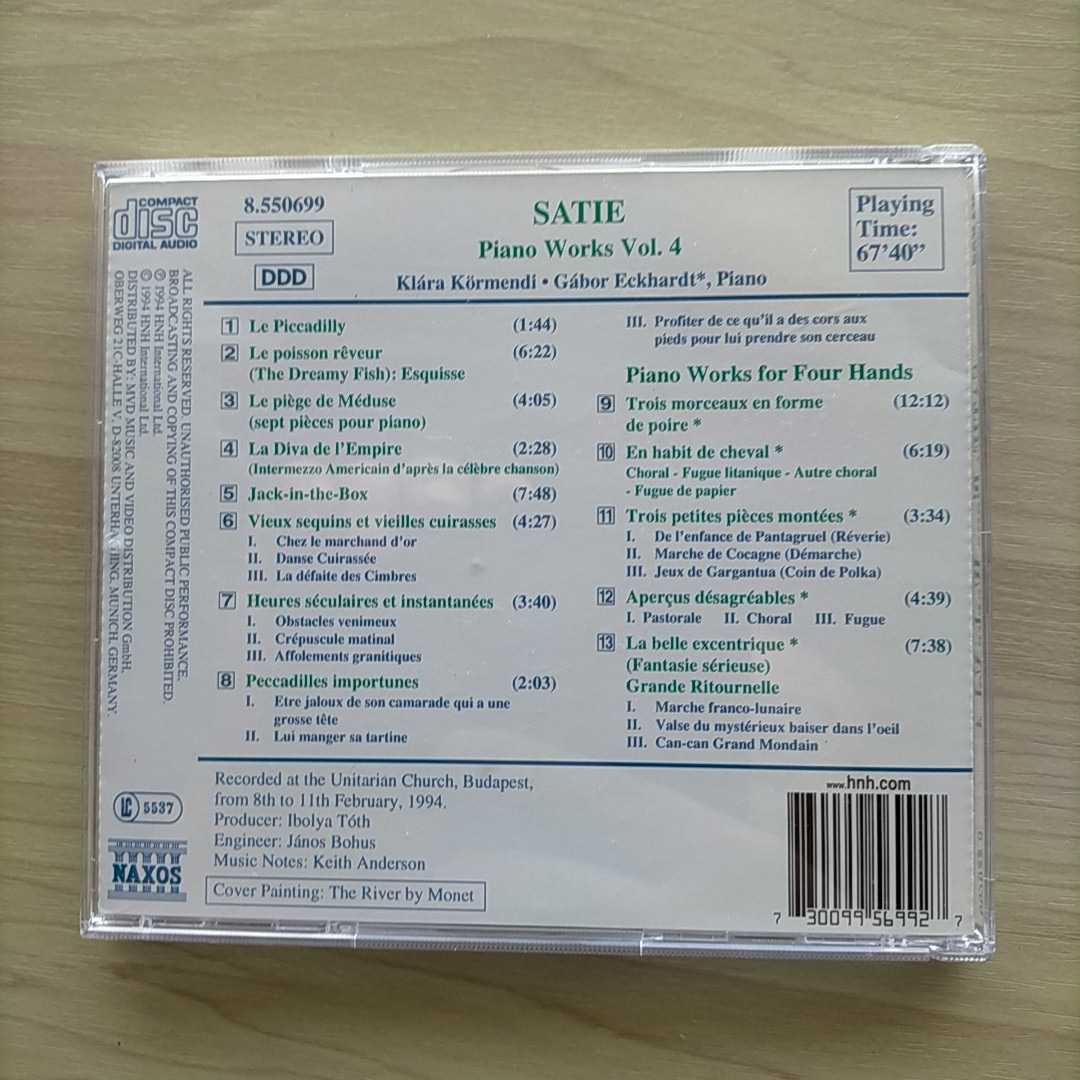 COMPACT
disc
DIGITAL AUDIO
8.550699
STEREO
DDD
SATIE
Piano Works Vol. 4
Klára Körmendi • Gábor Eckhardt*, Piano
Playing
Time:
67'40"
1 Le Piccadilly (1:44)
2 Le poisson rêveur (6:22)
(The Dreamy Fish): Esquisse
3 Le piège de Méduse (4:05)
(sept pièces pour piano)
4 La Diva de l'Empire (2:28)
(Intermezzo Americain d'après la célèbre chanson)
5 Jack-in-the-Box (7:48)
6 Vieux sequins et vieilles cuirasses (4:27)
I. Chez le marchand d'or
II. Danse Cuirassée
III. La défaite des Cimbres
7 Heures séculaires et instantanées (3:40)
I. Obstacles venimeux
II. Crépuscule matinal
III. Affolements granitiques
8 Peccadilles importunes (2:03)
I. Etre jaloux de son camarade qui a une
grosse tête
II. Lui manger sa tartine
III. Profiter de ce qu'il a des cors aux
pieds pour lui prendre son cerceau
Piano Works for Four Hands
9 Trois morceaux en forme (12:12)
de poire *
10 En habit de cheval * (6:19)
Choral - Fugue litanique - Autre choral
- Fugue de papier
11 Trois petites pièces montées * (3:34)
I. De l'enfance de Pantagruel (Réverie)
II. Marche de Cocagne (Démarche)
III. Jeux de Gargantua (Coin de Polka)
12 Aperçus désagréables * (4:39)
I. Pastorale II. Choral III. Fugue
13 La belle excentrique * (7:38)
(Fantasie sérieuse)
Grande Ritournelle
I. Marche franco-lunaire
II. Valse du mystérieux baiser dans l'oeil
III. Can-can Grand Mondain
Recorded at the Unitarian Church, Budapest,
from 8th to 11th February, 1994.
Producer: Ibolya Tóth
Engineer: János Bohus
Music Notes: Keith Anderson
Cover Painting: The River by Monet
www.hnh.com
7 30099 56992 7
ALL RIGHTS RESERVED. UNAUTHORISED PUBLIC PERFORMANCE,
BROADCASTING AND COPYING OF THIS COMPACT DISC PROHIBITED.
℗ 1994 HNH International Ltd.
© 1994 HNH International Ltd.
DISTRIBUTED BY: MVD MUSIC AND VIDEO DISTRIBUTION GmbH,
OBERWEG 21C-HALLE V, D-82008 MUNICH, GERMANY.
LC 5537
NAXOS